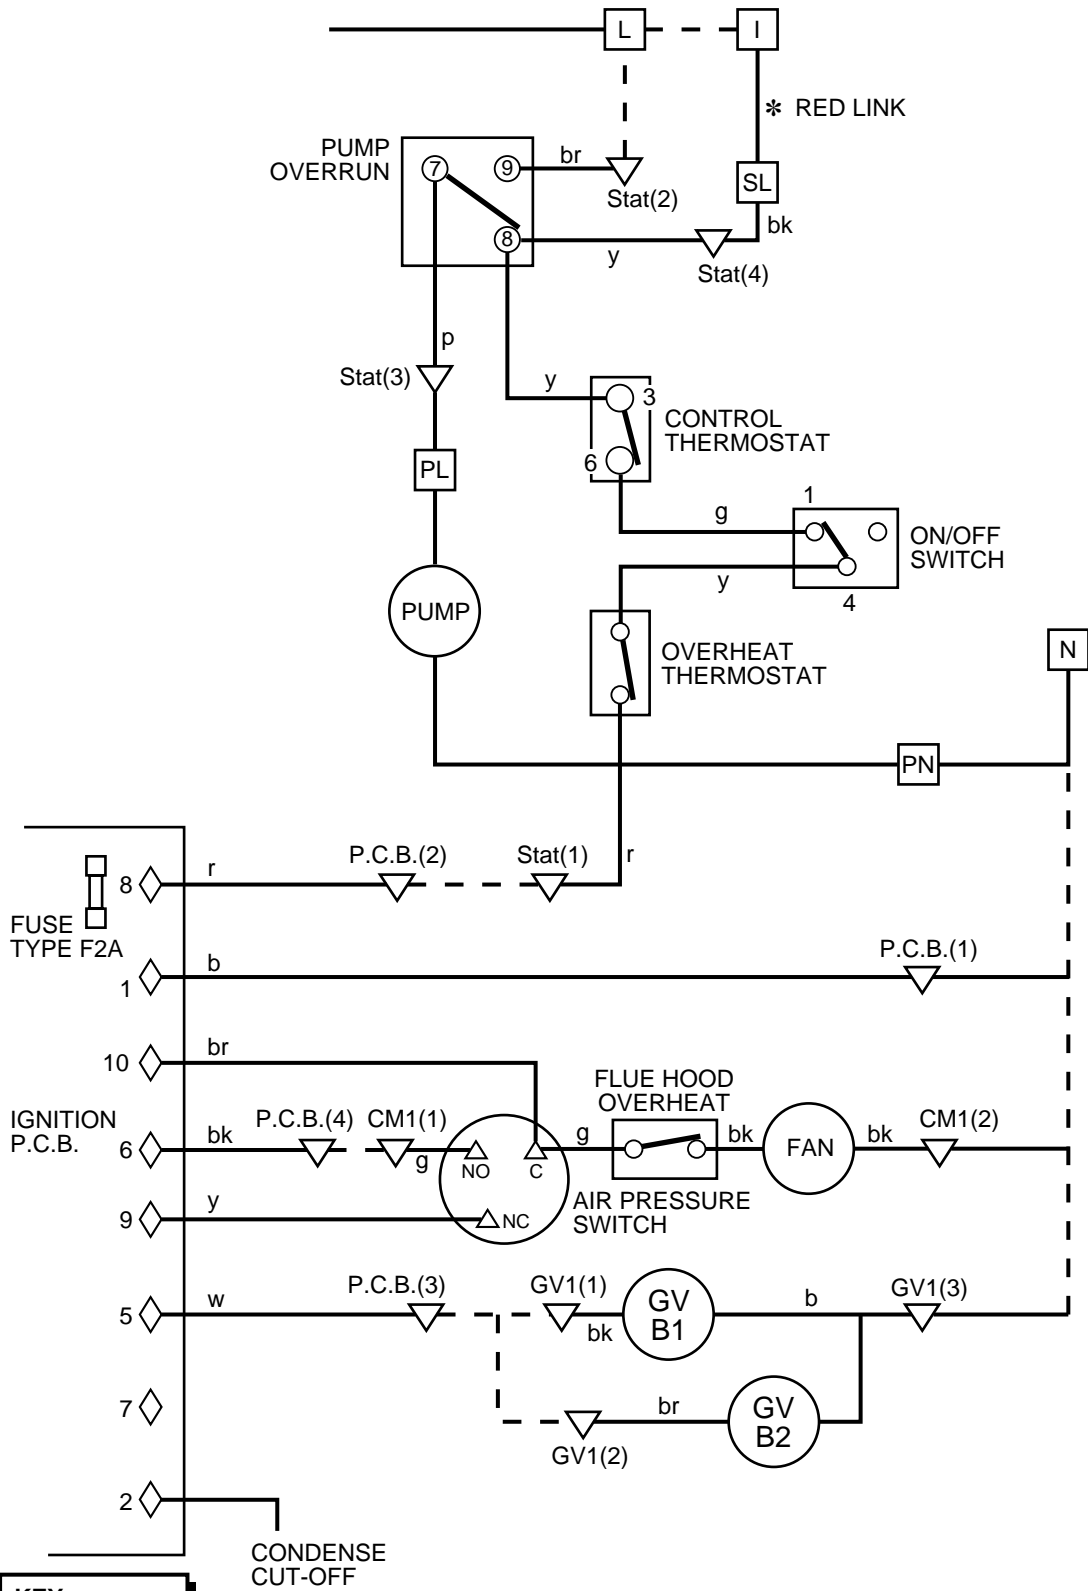 L
I
✻ RED LINK
PUMP
OVERRUN
7
9
br
Stat(2)
SL
bk
8
y
Stat(4)
p
Stat(3)
y
3
CONTROL
THERMOSTAT
6
PL
1
g
ON/OFF
SWITCH
y
4
PUMP
OVERHEAT
THERMOSTAT
N
PN
P.C.B.(2)
Stat(1)
r
r
8
FUSE
TYPE F2A
b
P.C.B.(1)
1
br
10
FLUE HOOD
OVERHEAT
IGNITION
P.C.B.
P.C.B.(4)
CM1(1)
CM1(2)
6
bk
g
NO
C
g
bk
FAN
bk
AIR PRESSURE
SWITCH
y
9
NC
P.C.B.(3)
GV1(1)
GV1(3)
5
w
bk
GV
B1
b
7
br
GV
B2
GV1(2)
2
CONDENSE
CUT-OFF
KEY